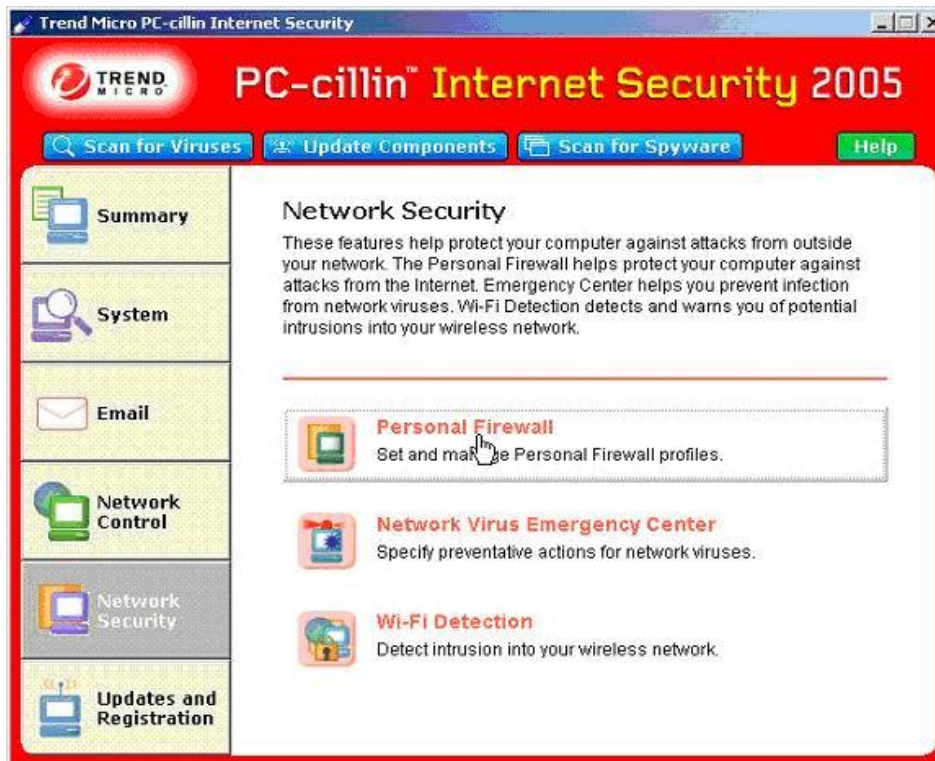 Trend Micro PC-cillin Internet Security
TREND
MICRO
PC-cillin™ Internet Security 2005
Scan for Viruses
Update Components
Scan for Spyware
Help
Summary
System
Email
Network
Control
Network
Security
Updates and
Registration
Network Security
These features help protect your computer against attacks from outside
your network. The Personal Firewall helps protect your computer against
attacks from the Internet. Emergency Center helps you prevent infection
from network viruses. Wi-Fi Detection detects and warns you of potential
intrusions into your wireless network.
Personal Firewall
Set and manage Personal Firewall profiles.
Network Virus Emergency Center
Specify preventative actions for network viruses.
Wi-Fi Detection
Detect intrusion into your wireless network.